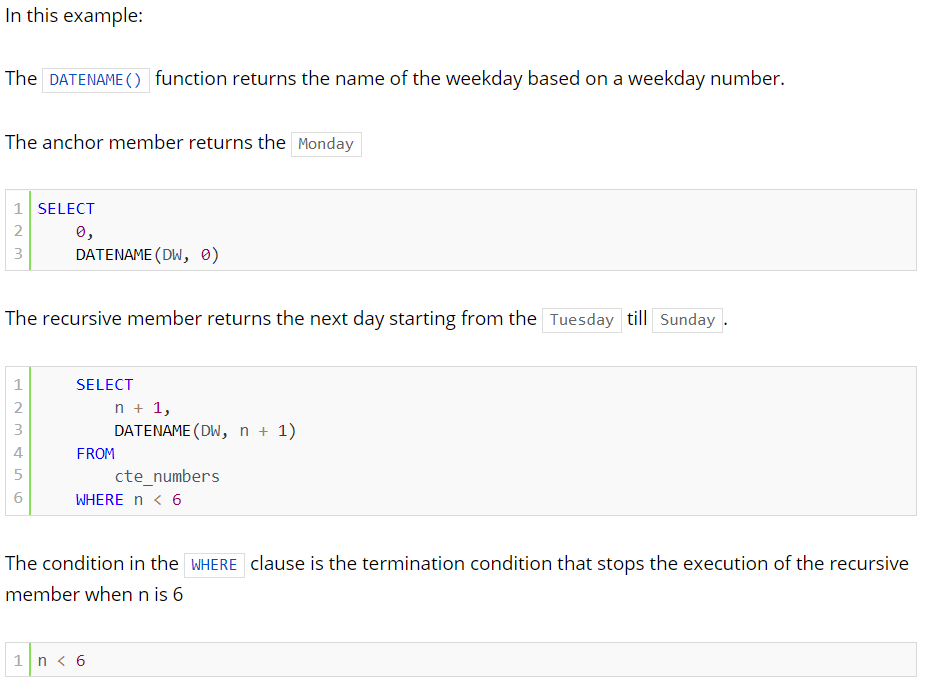 In this example:
The DATENAME() function returns the name of the weekday based on a weekday number.
The anchor member returns the Monday
1 SELECT
2     0,
3     DATENAME(DW, 0)
The recursive member returns the next day starting from the Tuesday till Sunday.
1     SELECT
2         n + 1,
3         DATENAME(DW, n + 1)
4     FROM
5         cte_numbers
6     WHERE n < 6
The condition in the WHERE clause is the termination condition that stops the execution of the recursive
member when n is 6
1 n < 6